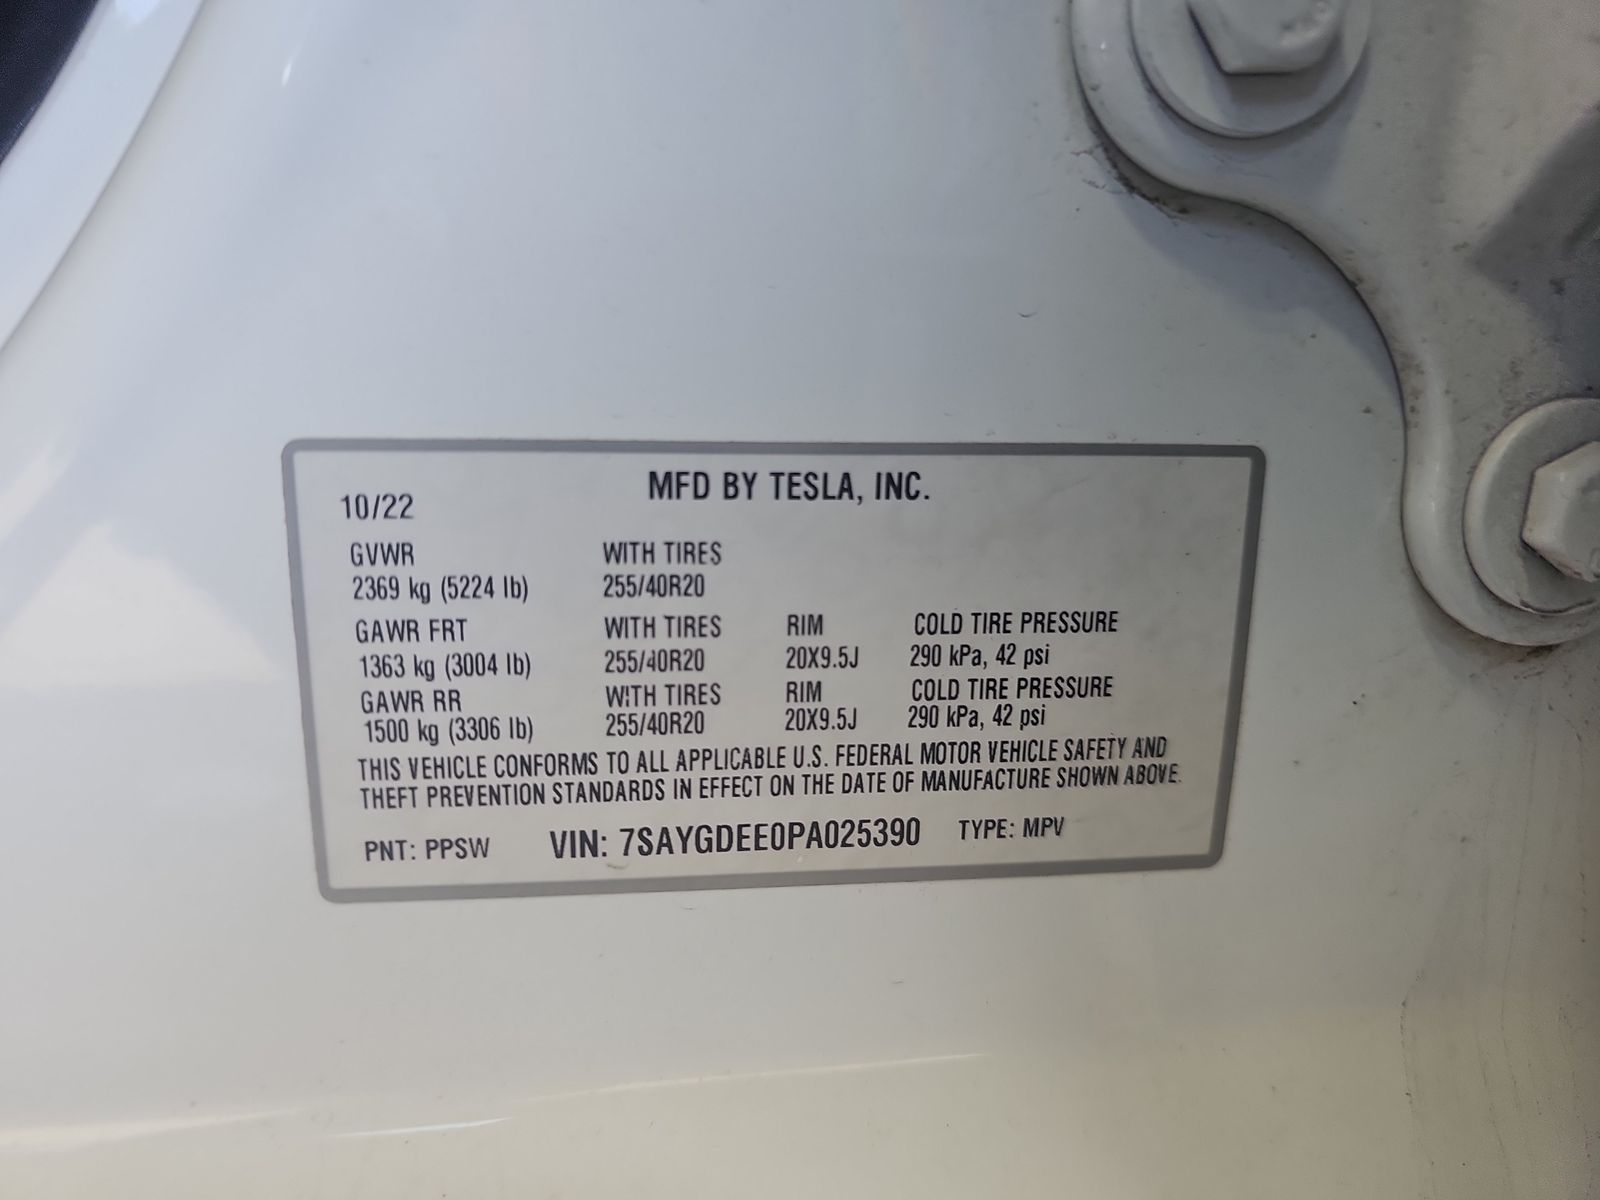 MFD BY TESLA, INC.
10/22
GVWR WITH TIRES
2369 kg (5224 lb) 255/40R20
GAWR FRT WITH TIRES RIM COLD TIRE PRESSURE
1363 kg (3004 lb) 255/40R20 20X9.5J 290 kPa, 42 psi
GAWR RR WITH TIRES RIM COLD TIRE PRESSURE
1500 kg (3306 lb) 255/40R20 20X9.5J 290 kPa, 42 psi
THIS VEHICLE CONFORMS TO ALL APPLICABLE U.S. FEDERAL MOTOR VEHICLE SAFETY AND
THEFT PREVENTION STANDARDS IN EFFECT ON THE DATE OF MANUFACTURE SHOWN ABOVE.
PNT: PPSW VIN: 7SAYGDEE0PA025390 TYPE: MPV